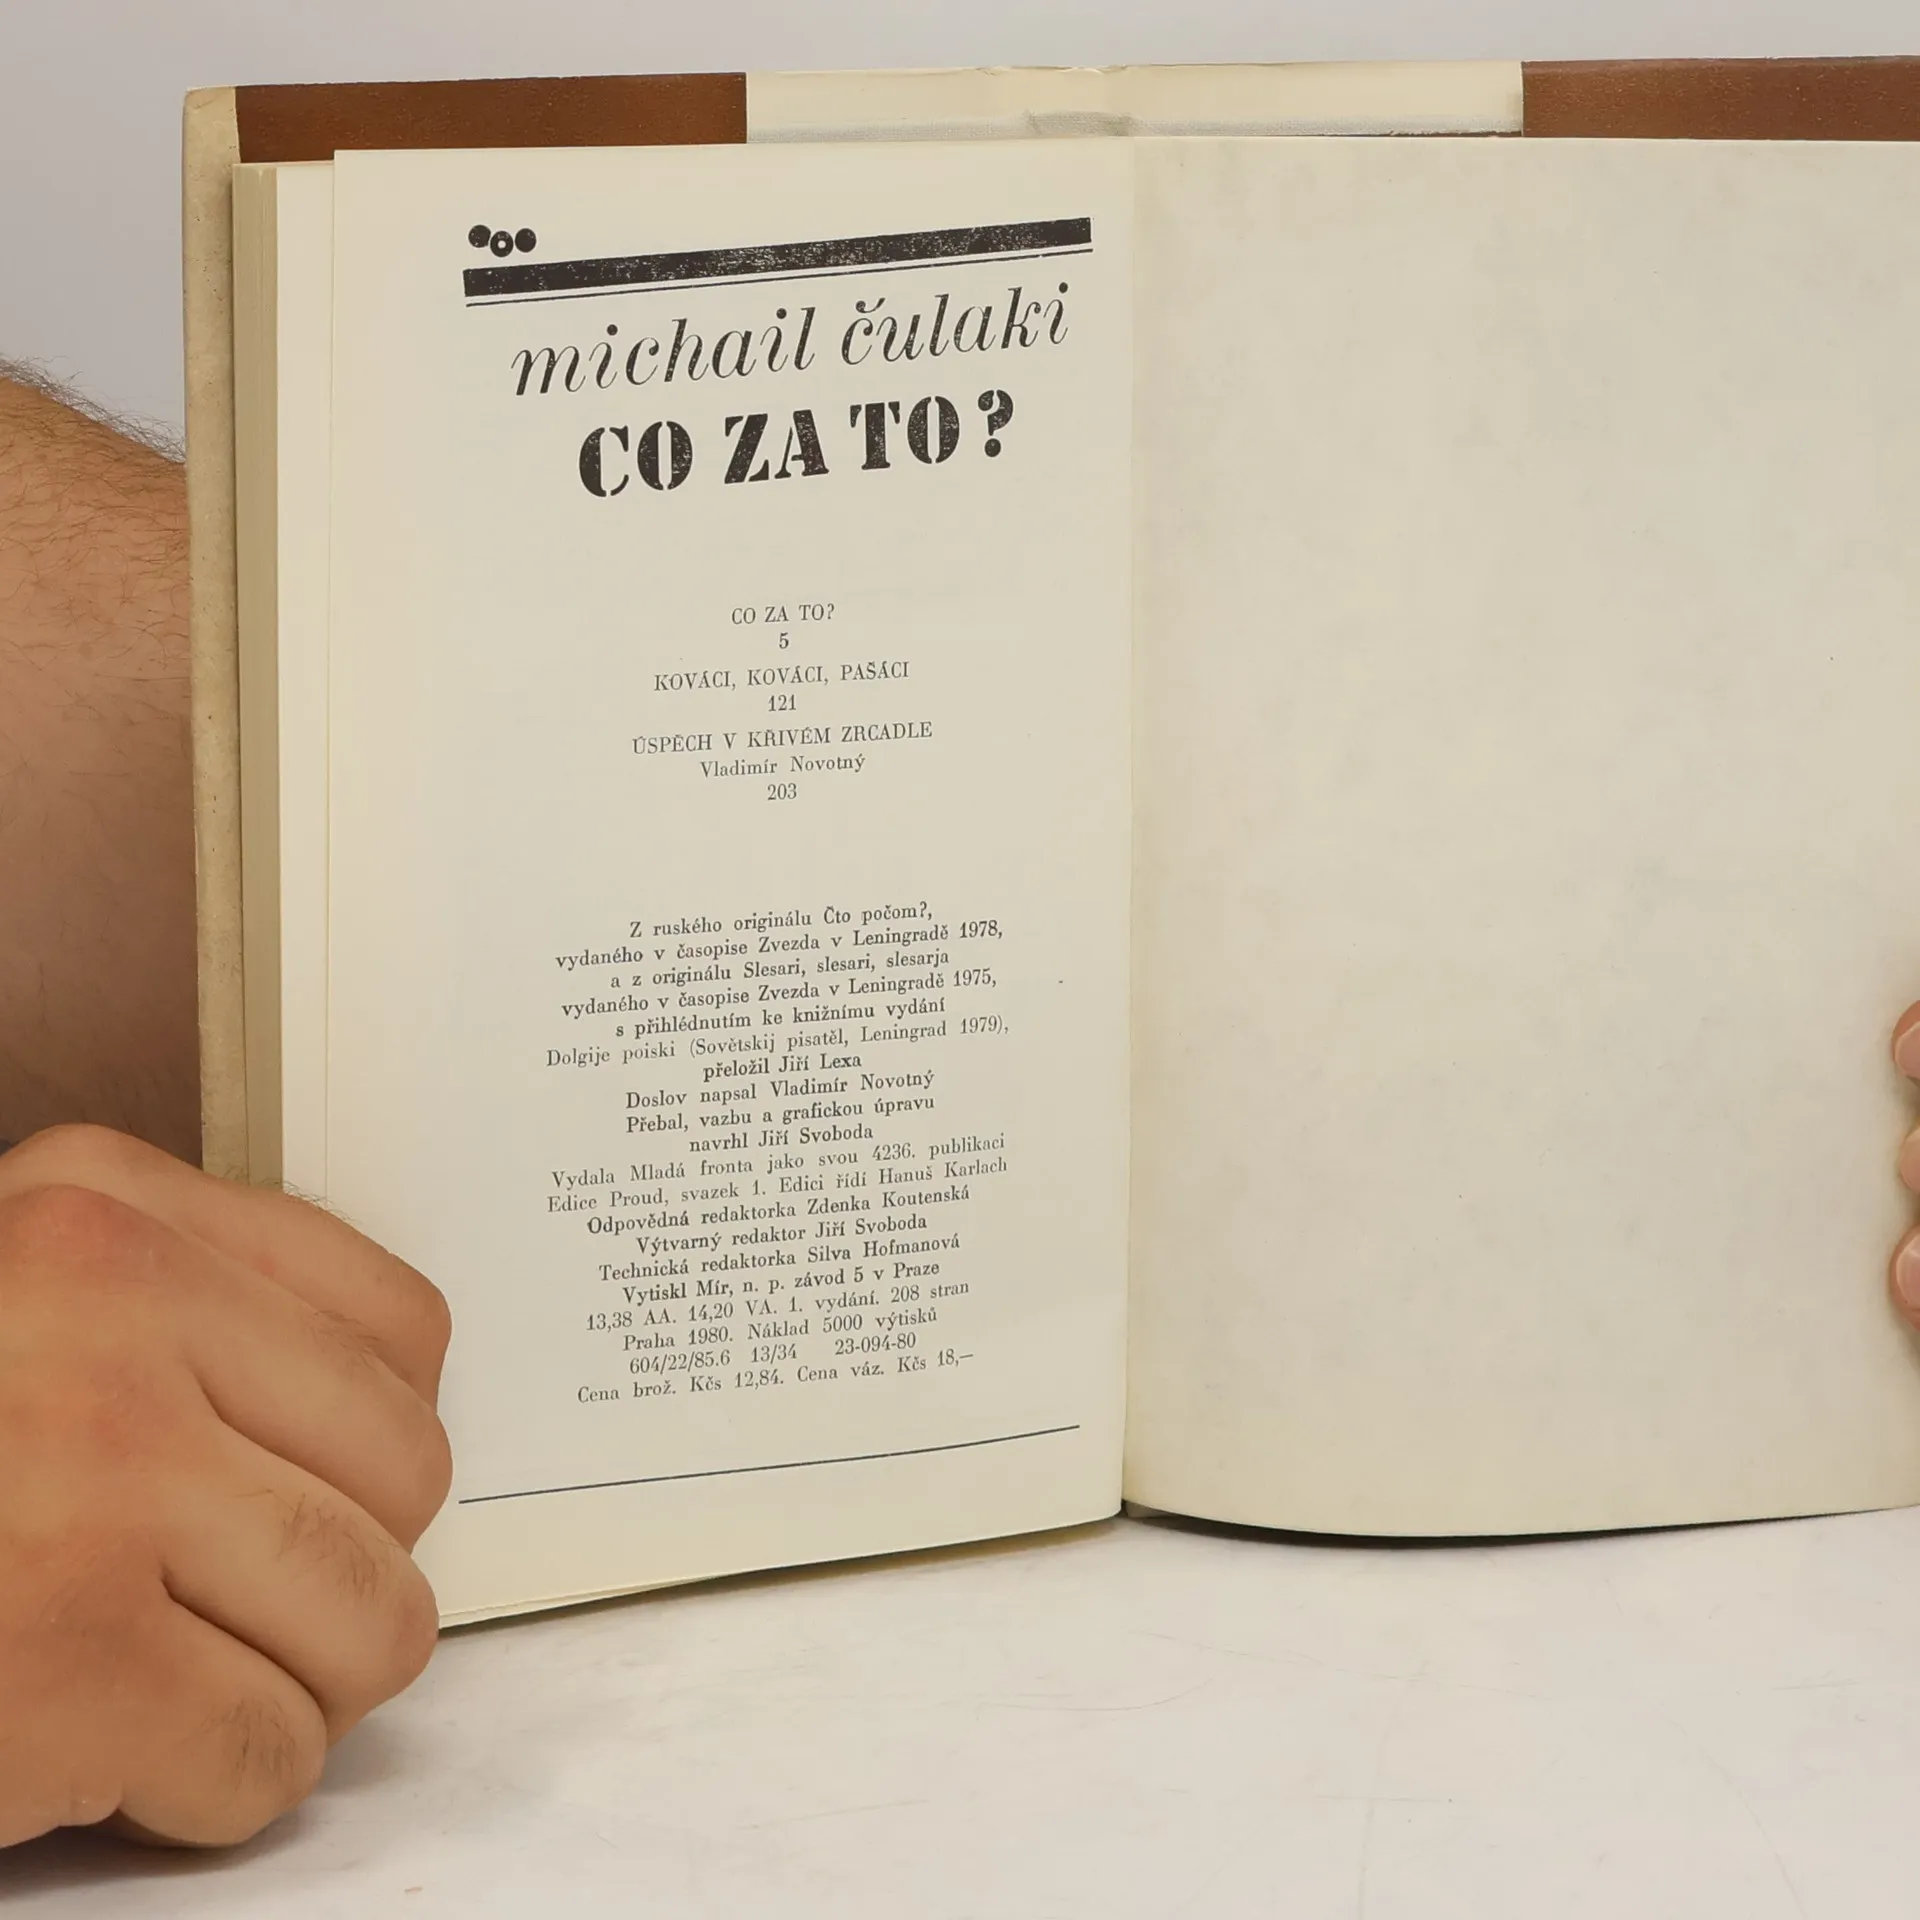 michail čulaki
CO ZA TO?
CO ZA TO?
5
KOVÁCI, KOVÁCI, PAŠÁCI
121
ÚSPĚCH V KŘIVÉM ZRCADLE
Vladimír Novotný
203
Z ruského originálu Čto počom?,
vydaného v časopise Zvezda v Leningradě 1978,
a z originálu Slesari, slesari, slesarja
vydaného v časopise Zvezda v Leningradě 1975,
s přihlédnutím ke knižnímu vydání
Dolgije poiski (Sovětskij pisatěl, Leningrad 1979),
přeložil Jiří Lexa
Doslov napsal Vladimír Novotný
Přebal, vazbu a grafickou úpravu
navrhl Jiří Svoboda
Vydala Mladá fronta jako svou 4236. publikaci
Edice Proud, svazek 1. Edici řídí Hanuš Karlach
Odpovědná redaktorka Zdenka Koutenská
Výtvarný redaktor Jiří Svoboda
Technická redaktorka Silva Hofmanová
Vytiskl Mír, n. p. závod 5 v Praze
13,38 AA. 14,20 VA. 1. vydání. 208 stran
Praha 1980. Náklad 5000 výtisků
604/22/85.6 13/34 23-094-80
Cena brož. Kčs 12,84. Cena váz. Kčs 18,—